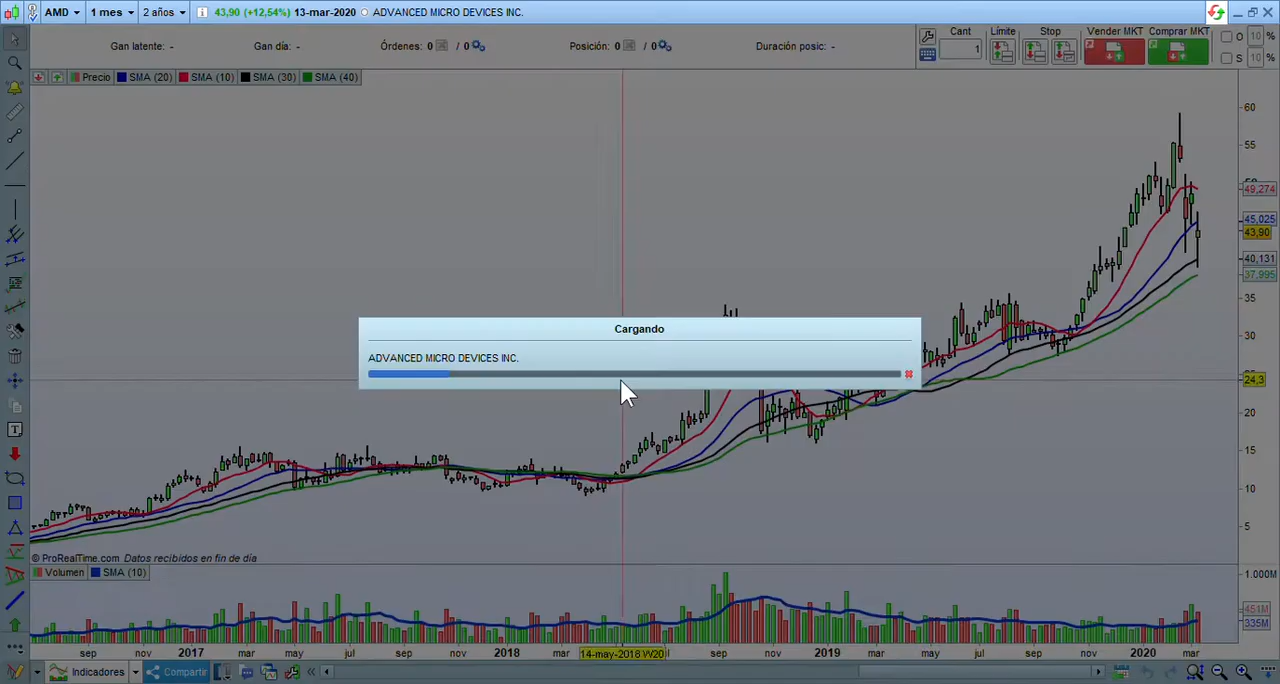 AMD 1 mes 2 años 43,90 (+12,54%) 13-mar-2020 ADVANCED MICRO DEVICES INC.
Gan latente: - Gan día: - Órdenes: 0 / 0 Posición: 0 / 0 Duración posic: -
Cant Límite Stop Vender MKT Comprar MKT O 10 %
1 S 10 %
Precio SMA (20) SMA (10) SMA (30) SMA (40)
60
55
49,274
45,025
43,90
40,131
37,995
35
30
24,3
20
15
10
5
Cargando
ADVANCED MICRO DEVICES INC.
© ProRealTime.com Datos recibidos en fin de día
Volumen SMA (10)
1.000M
451M
335M
sep nov 2017 mar may jul sep nov 2018 mar 14-may-2018 W20 sep nov 2019 mar may jul sep nov 2020 mar
Indicadores Compartir